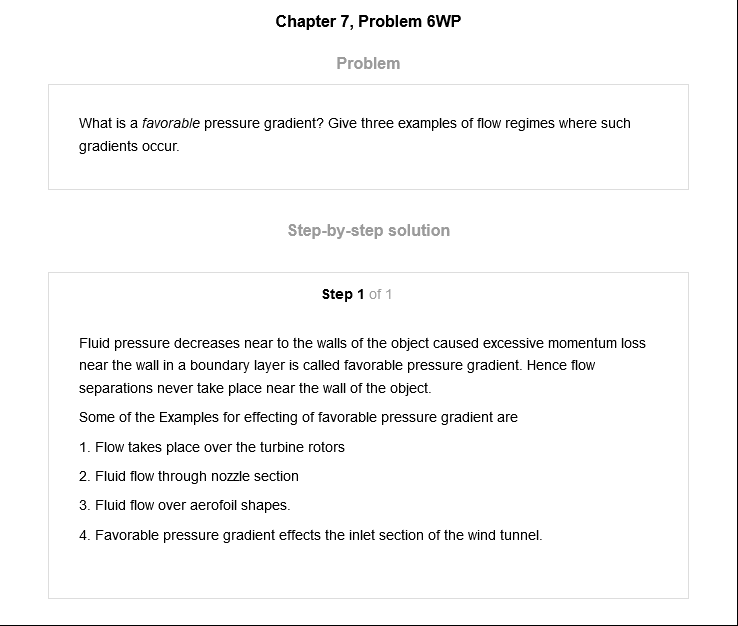 Chapter 7, Problem 6WP
Problem
What is a favorable pressure gradient? Give three examples of flow regimes where such
gradients occur.
Step-by-step solution
Step 1 of 1
Fluid pressure decreases near to the walls of the object caused excessive momentum loss
near the wall in a boundary layer is called favorable pressure gradient. Hence flow
separations never take place near the wall of the object.
Some of the Examples for effecting of favorable pressure gradient are
1. Flow takes place over the turbine rotors
2. Fluid flow through nozzle section
3. Fluid flow over aerofoil shapes.
4. Favorable pressure gradient effects the inlet section of the wind tunnel.